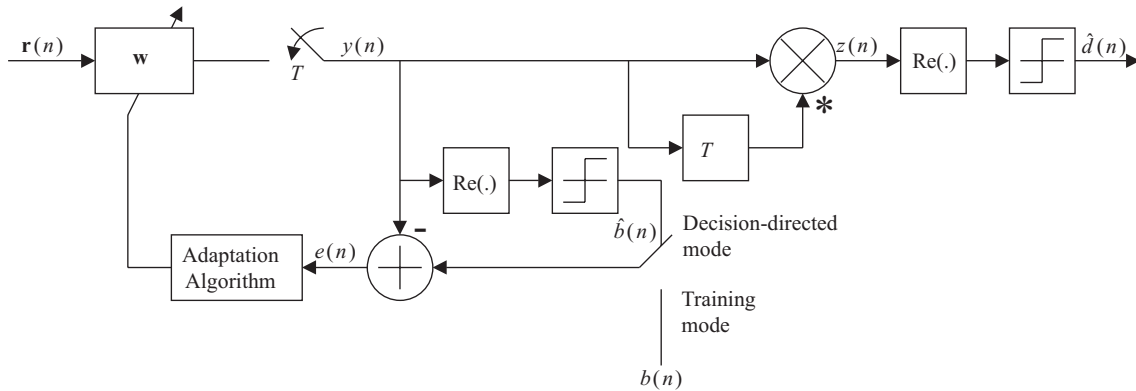 r(n)
w
T
y(n)
z(n)
Re(.)
d̂(n)
*
T
Re(.)
b̂(n)
Decision-directed
mode
-
Adaptation
Algorithm
e(n)
Training
mode
b(n)